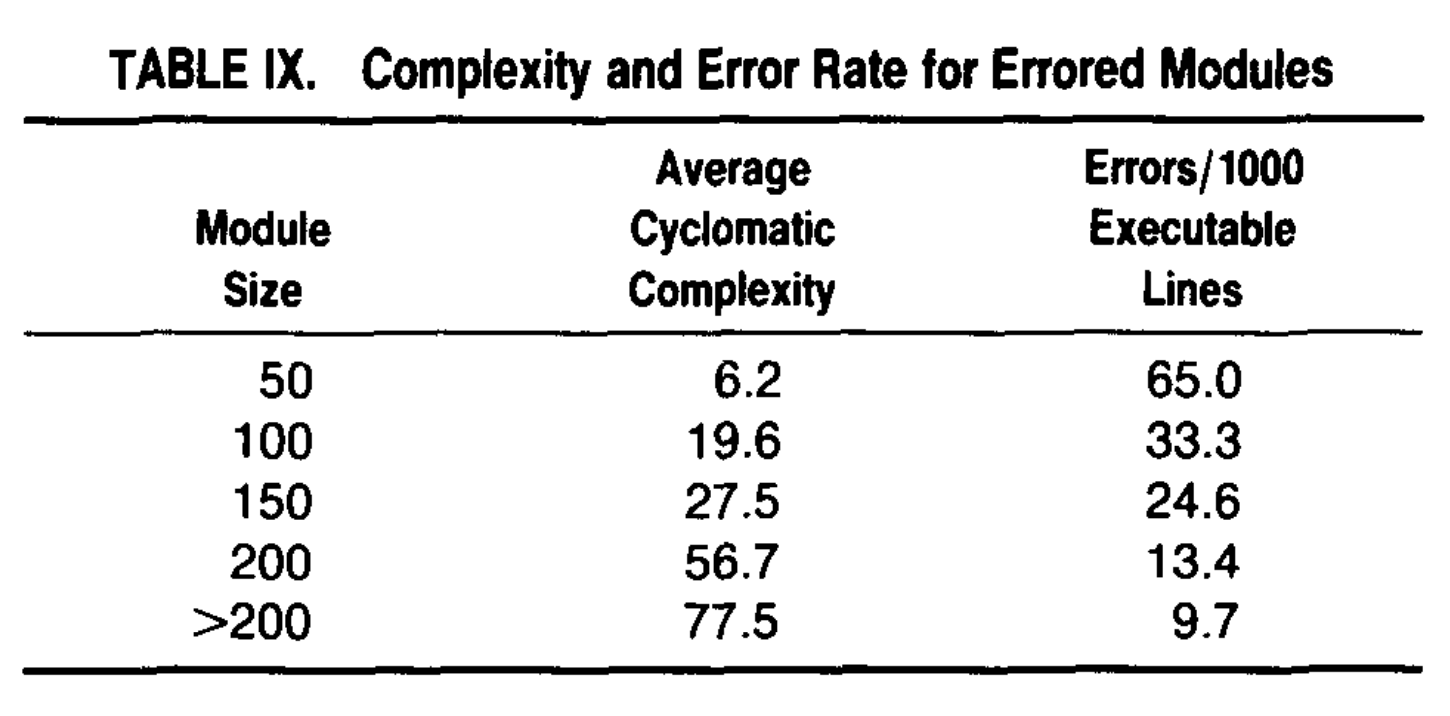 TABLE IX. Complexity and Error Rate for Errored Modules
Average Errors/1000
Module Cyclomatic Executable
Size Complexity Lines
50 6.2 65.0
100 19.6 33.3
150 27.5 24.6
200 56.7 13.4
>200 77.5 9.7